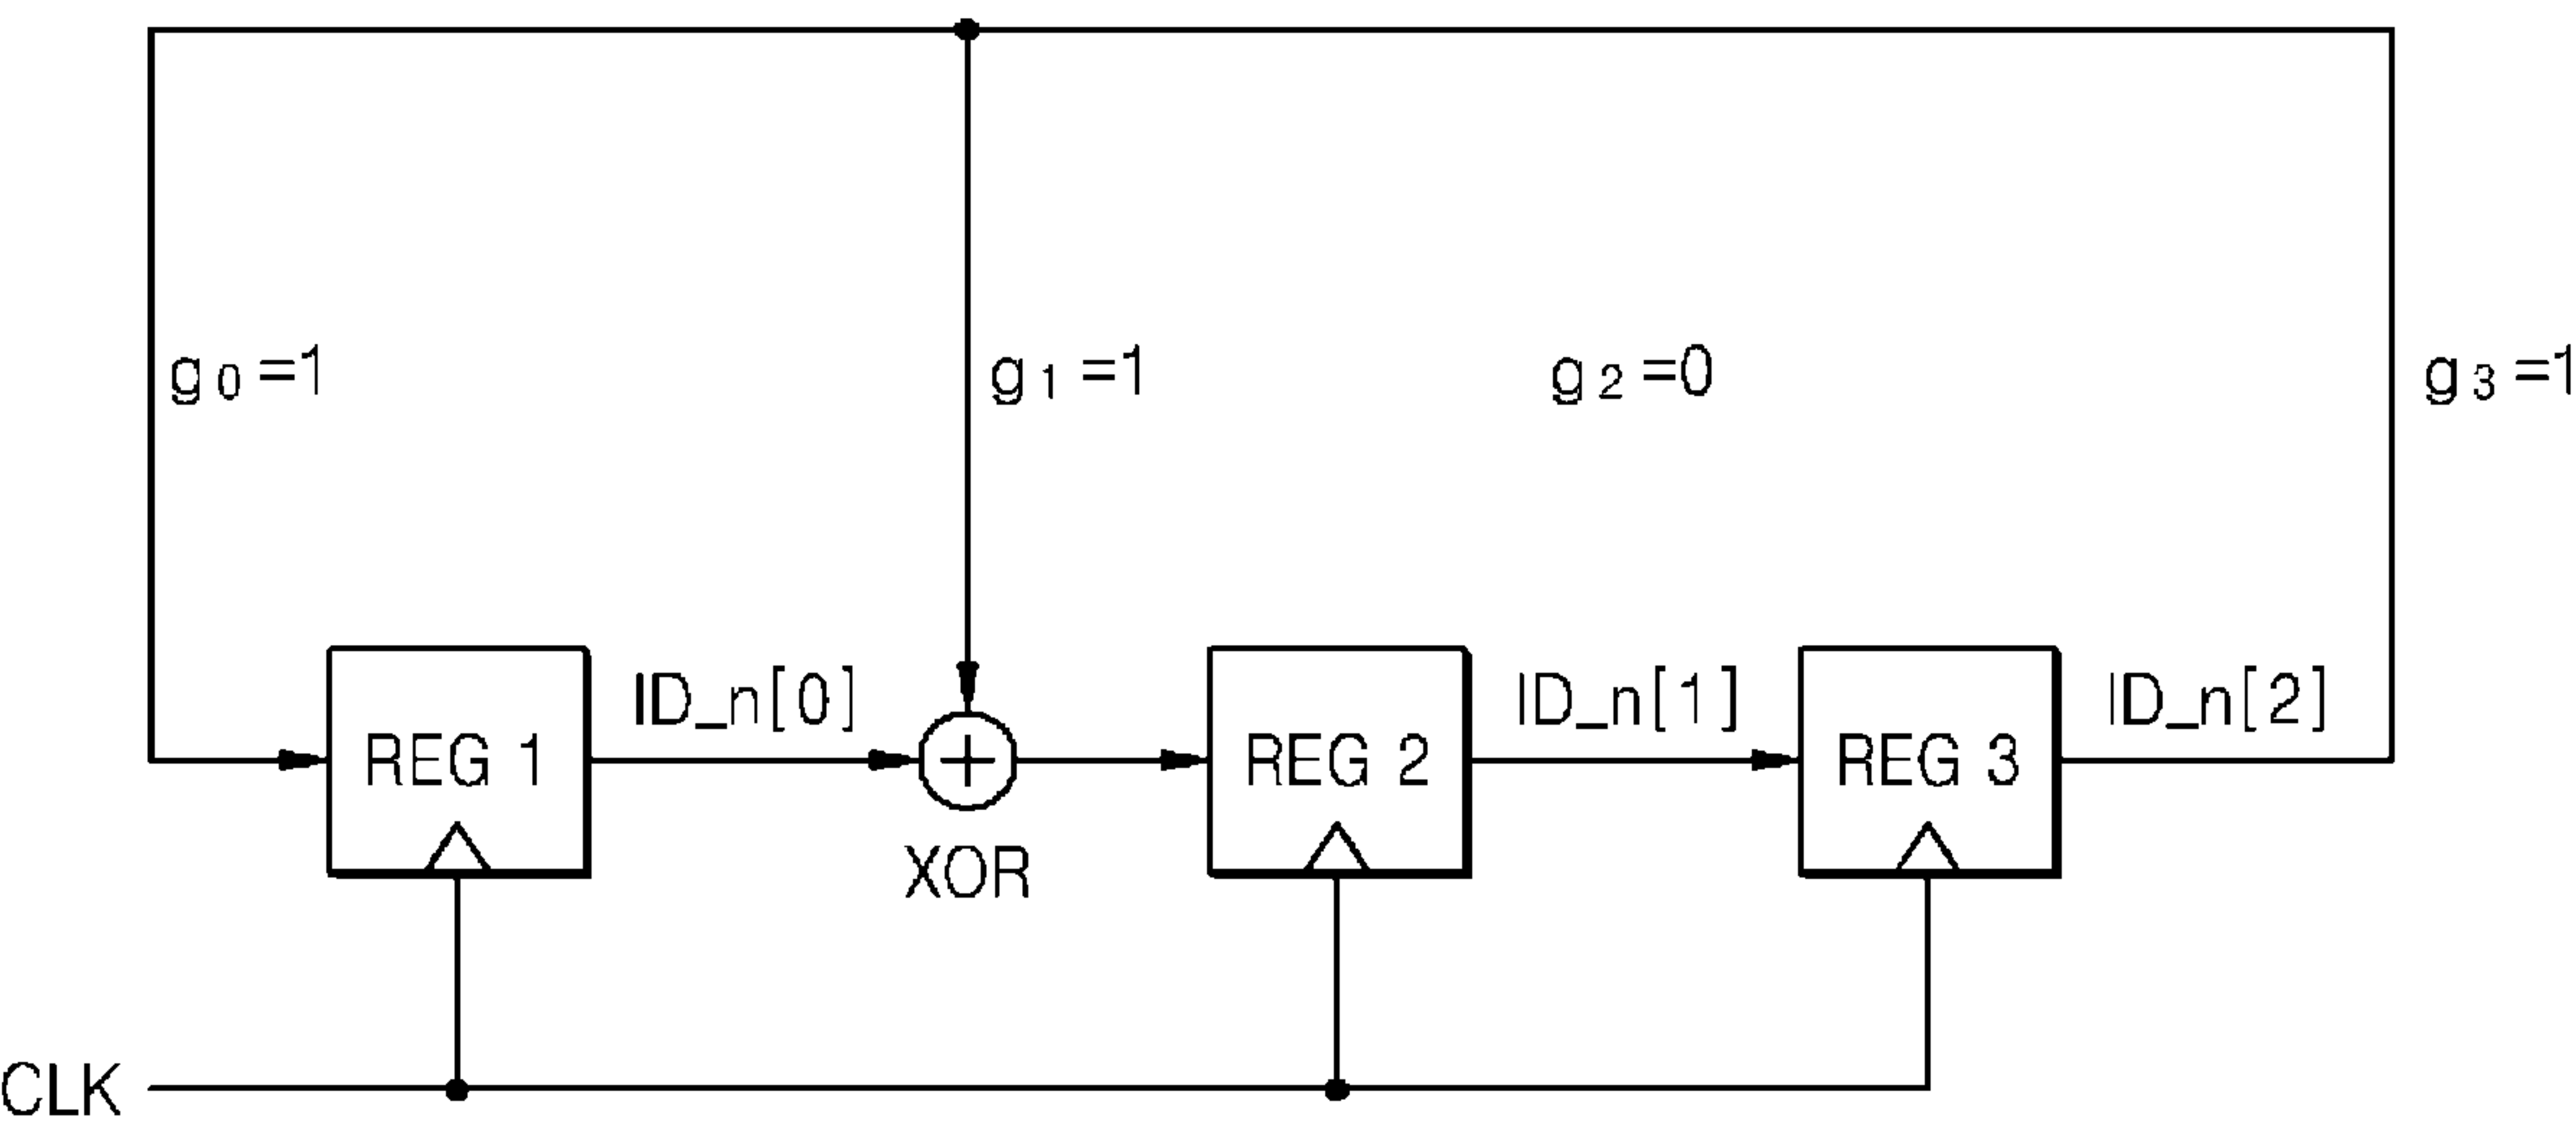 g0 =1 g1 =1 g2 =0 g3 =1
ID_n[0] ID_n[1] ID_n[2]
REG 1 REG 2 REG 3
XOR
CLK